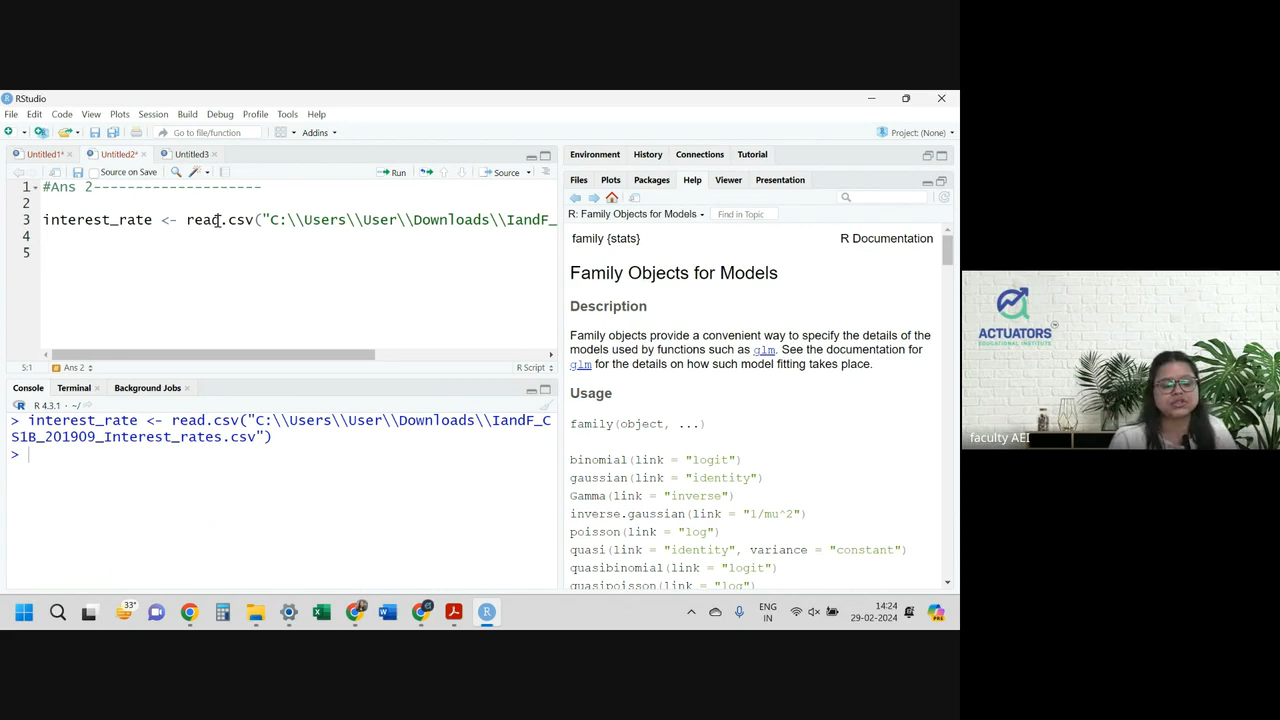 RStudio
File Edit Code View Plots Session Build Debug Profile Tools Help
Go to file/function Addins Project: (None)
Untitled1* Untitled2* Untitled3
Source on Save Run Source
1 #Ans 2--------------------
2
3 interest_rate <- read.csv("C:\\Users\\User\\Downloads\\IandF_
4
5
5:1 Ans 2 R Script
Console Terminal Background Jobs
R 4.3.1 · ~/
> interest_rate <- read.csv("C:\\Users\\User\\Downloads\\IandF_C
S1B_201909_Interest_rates.csv")
>
Environment History Connections Tutorial
Files Plots Packages Help Viewer Presentation
R: Family Objects for Models Find in Topic
family {stats} R Documentation
Family Objects for Models
Description
Family objects provide a convenient way to specify the details of the
models used by functions such as glm. See the documentation for
glm for the details on how such model fitting takes place.
Usage
family(object, ...)
binomial(link = "logit")
gaussian(link = "identity")
Gamma(link = "inverse")
inverse.gaussian(link = "1/mu^2")
poisson(link = "log")
quasi(link = "identity", variance = "constant")
quasibinomial(link = "logit")
quasipoisson(link = "log")
ACTUATORS
EDUCATIONAL INSTITUTE
faculty AEI
33°
ENG
IN
14:24
29-02-2024
PRE